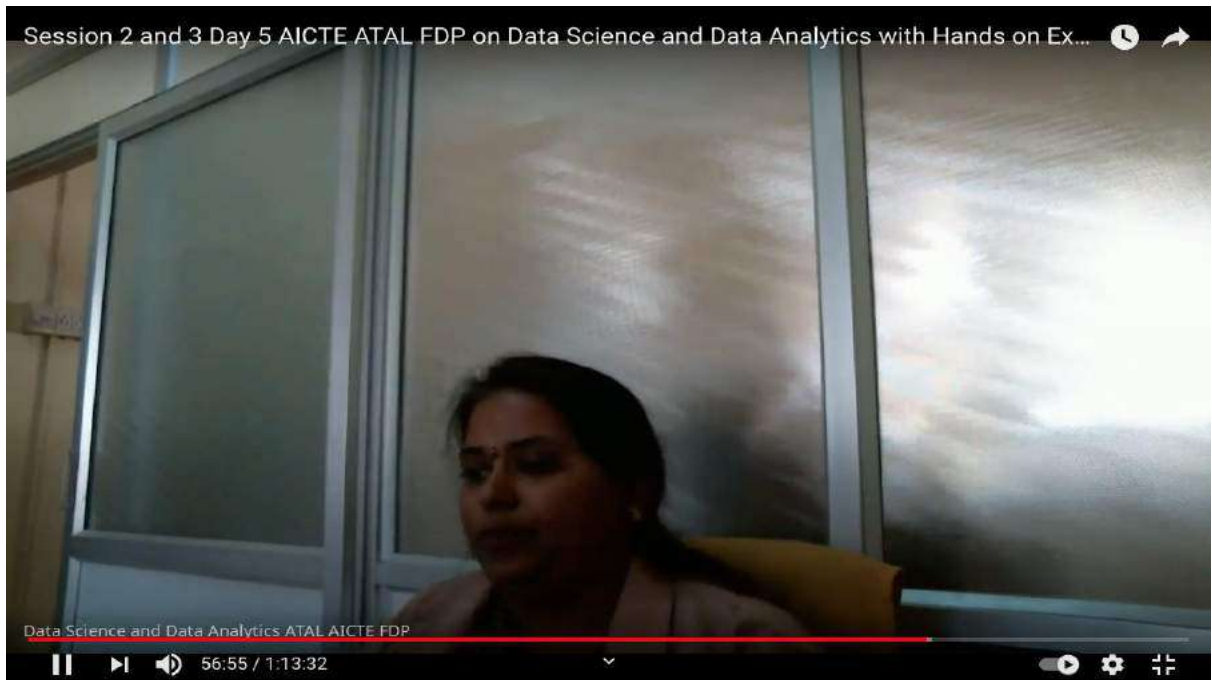 Session 2 and 3 Day 5 AICTE ATAL FDP on Data Science and Data Analytics with Hands on Ex...
Data Science and Data Analytics ATAL AICTE FDP
56:55 / 1:13:32